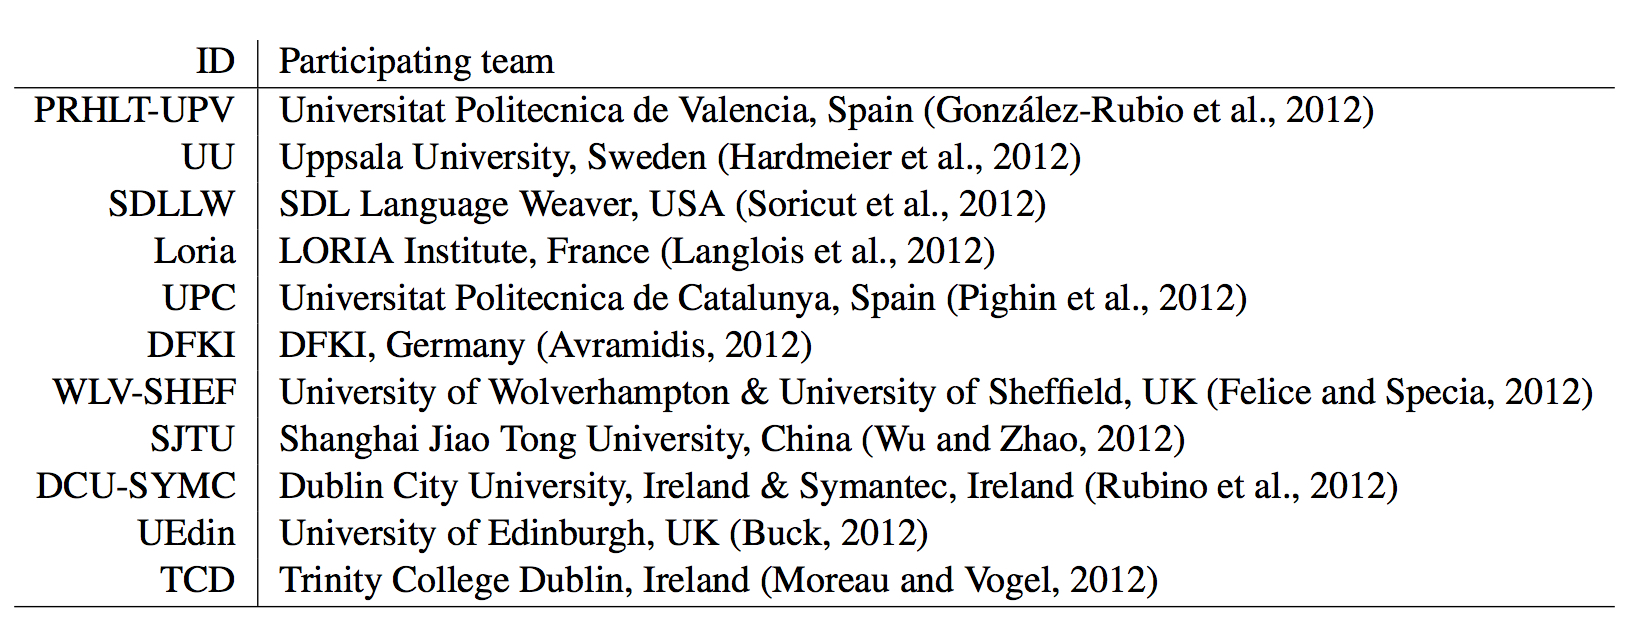 ID Participating team
PRHLT-UPV Universitat Politecnica de Valencia, Spain (González-Rubio et al., 2012)
UU Uppsala University, Sweden (Hardmeier et al., 2012)
SDLLW SDL Language Weaver, USA (Soricut et al., 2012)
Loria LORIA Institute, France (Langlois et al., 2012)
UPC Universitat Politecnica de Catalunya, Spain (Pighin et al., 2012)
DFKI DFKI, Germany (Avramidis, 2012)
WLV-SHEF University of Wolverhampton & University of Sheffield, UK (Felice and Specia, 2012)
SJTU Shanghai Jiao Tong University, China (Wu and Zhao, 2012)
DCU-SYMC Dublin City University, Ireland & Symantec, Ireland (Rubino et al., 2012)
UEdin University of Edinburgh, UK (Buck, 2012)
TCD Trinity College Dublin, Ireland (Moreau and Vogel, 2012)